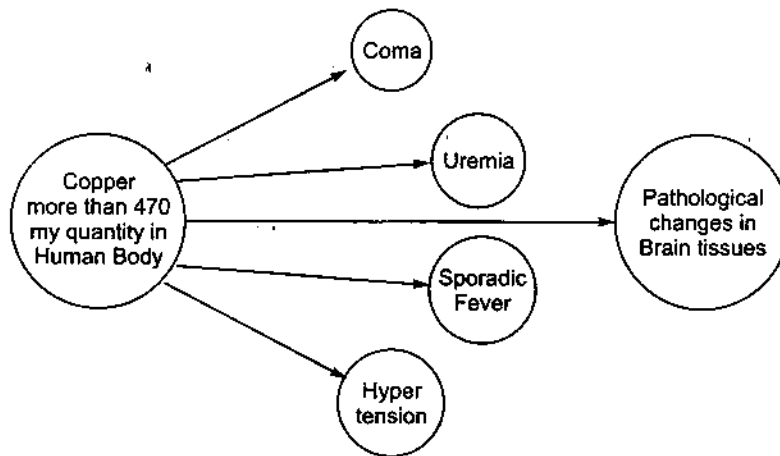 Coma
Uremia
Copper
more than 470
my quantity in
Human Body
Pathological
changes in
Brain tissues
Sporadic
Fever
Hyper
tension